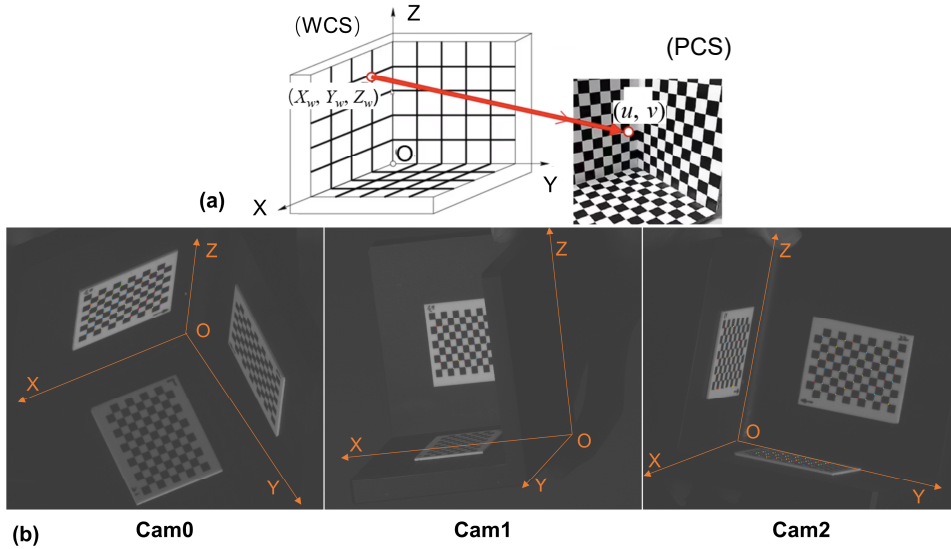 (WCS)
Z
(PCS)
(X_w, Y_w, Z_w)
(u, v)
O
Y
X
(a)
Z
O
X
Y
Z
X
O
Y
Z
O
X
Y
(b)
Cam0
Cam1
Cam2